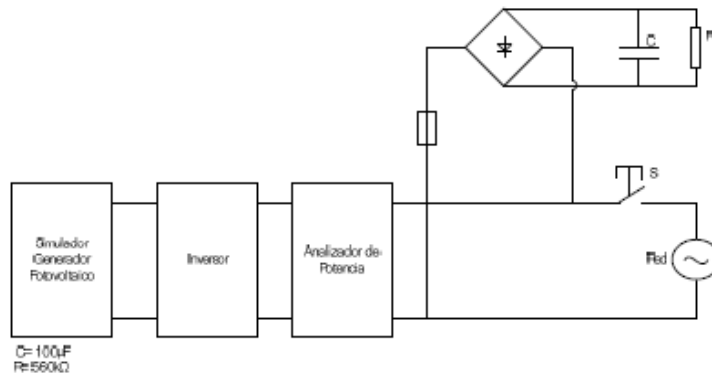 C
R
S
Simulador
Generador
Fotovoltaico
Inversor
Analizador de
Potencia
Red
C= 100µF
R=560kΩ